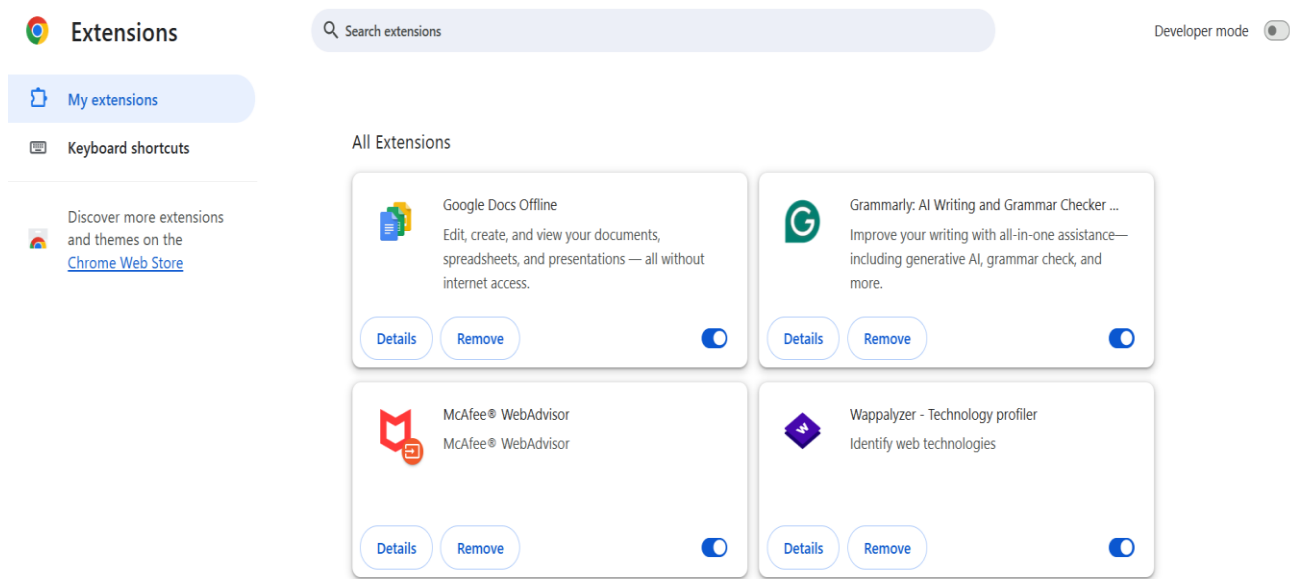 Extensions
Search extensions
Developer mode
My extensions
Keyboard shortcuts
Discover more extensions
and themes on the
Chrome Web Store
All Extensions
Google Docs Offline
Edit, create, and view your documents,
spreadsheets, and presentations — all without
internet access.
Details
Remove
Grammarly: AI Writing and Grammar Checker ...
Improve your writing with all-in-one assistance—
including generative AI, grammar check, and
more.
Details
Remove
McAfee® WebAdvisor
McAfee® WebAdvisor
Details
Remove
W
Wappalyzer - Technology profiler
Identify web technologies
Details
Remove